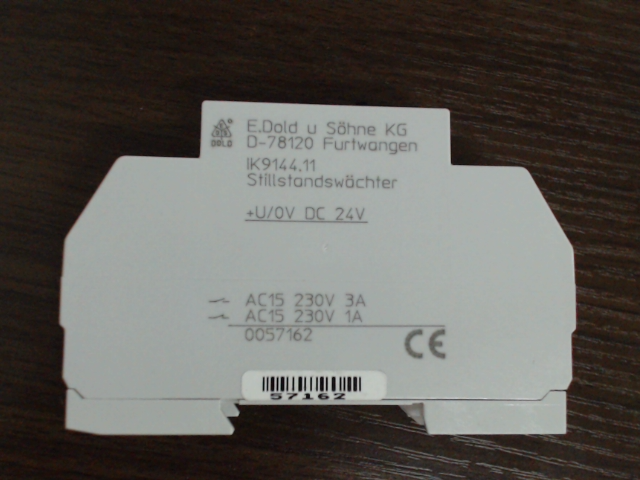 DOLD
E.Dold u Söhne KG
D-78120 Furtwangen
IK9144.11
Stillstandswächter
+U/0V DC 24V
AC15 230V 3A
AC15 230V 1A
0057162
CE
57162